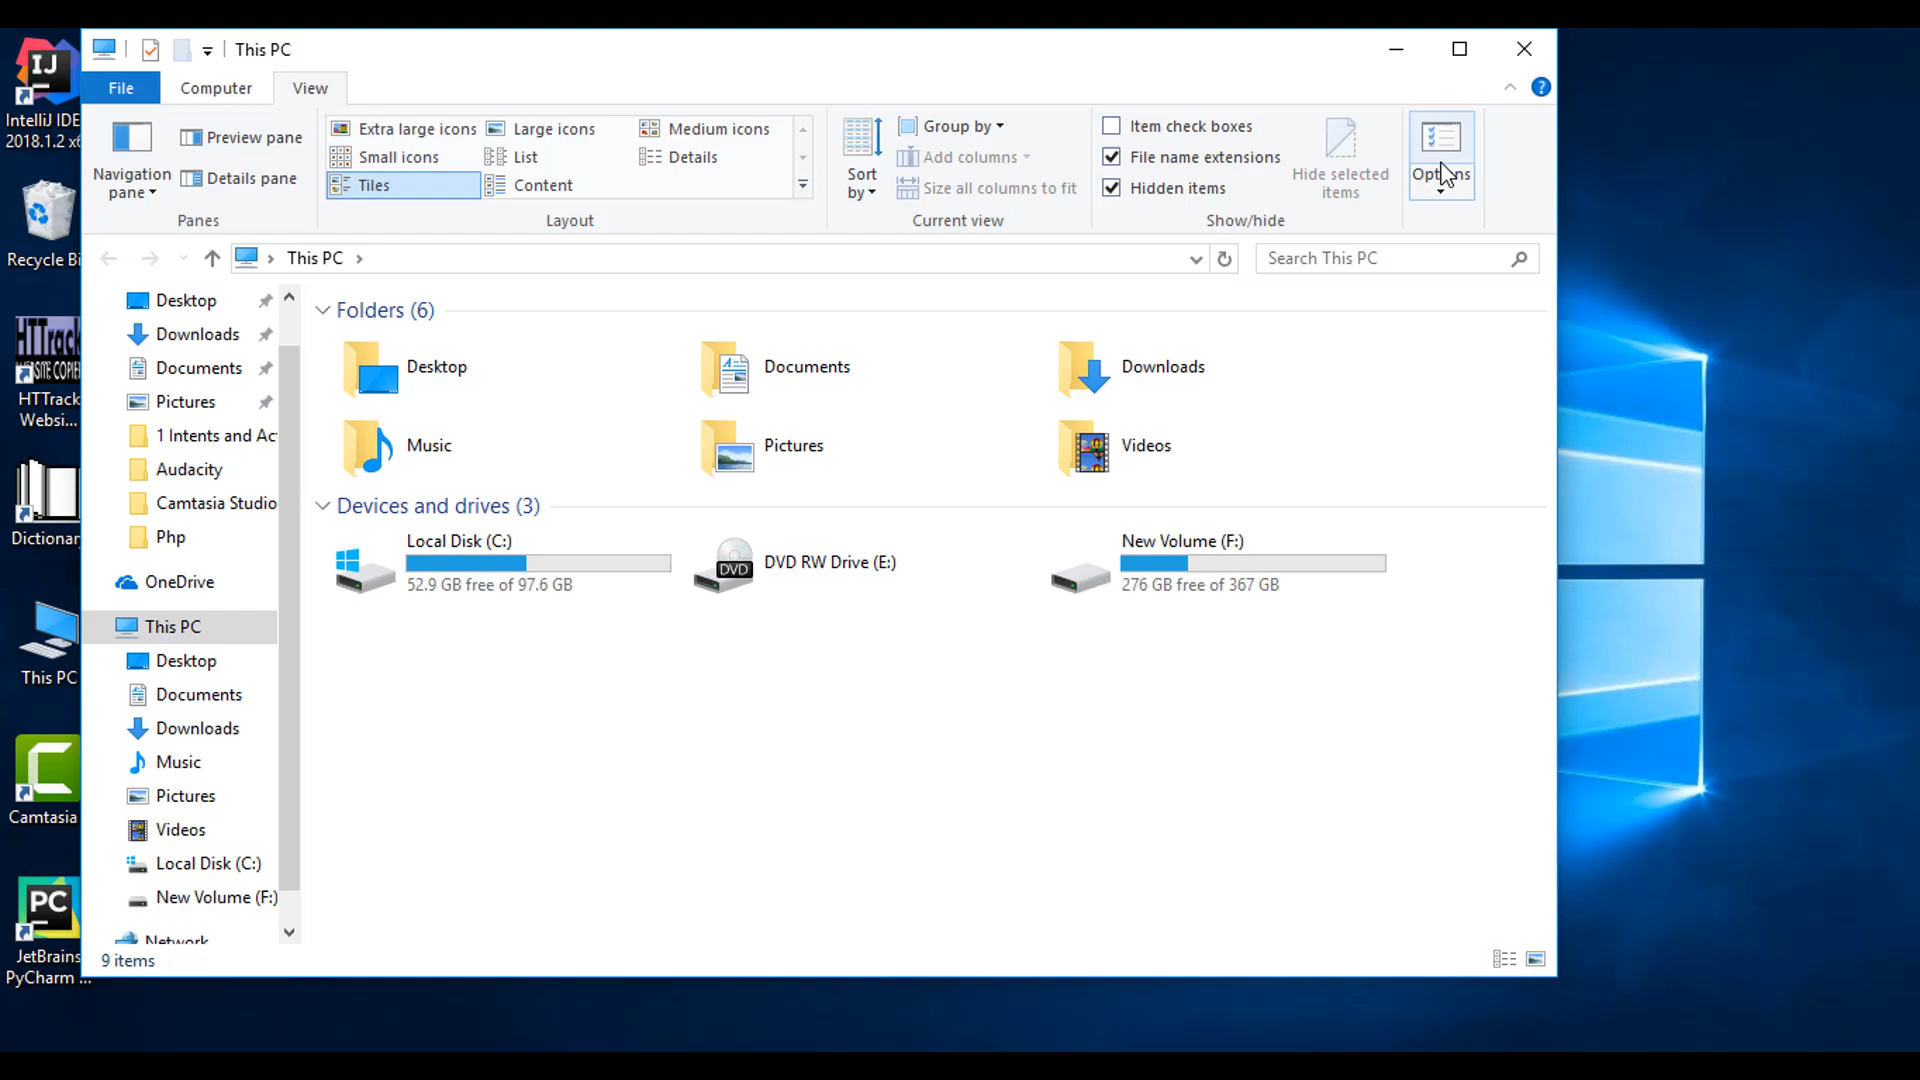 This PC
File
Computer
View
Navigation
pane
Preview pane
Details pane
Panes
Extra large icons
Large icons
Medium icons
Small icons
List
Details
Tiles
Content
Layout
Sort
by
Group by
Add columns
Size all columns to fit
Current view
Item check boxes
File name extensions
Hidden items
Hide selected
items
Show/hide
Options
This PC
Search This PC
Desktop
Downloads
Documents
Pictures
1 Intents and Ac
Audacity
Camtasia Studio
Php
OneDrive
This PC
Desktop
Documents
Downloads
Music
Pictures
Videos
Local Disk (C:)
New Volume (F:)
Network
9 items
Folders (6)
Desktop
Documents
Downloads
Music
Pictures
Videos
Devices and drives (3)
Local Disk (C:)
52.9 GB free of 97.6 GB
DVD
DVD RW Drive (E:)
New Volume (F:)
276 GB free of 367 GB
IJ
IntelliJ IDE
2018.1.2 x6
Recycle Bi
HTTrack
HTTrack
Websi...
Dictionar
This PC
C
Camtasia
PC
JetBrains
PyCharm ...